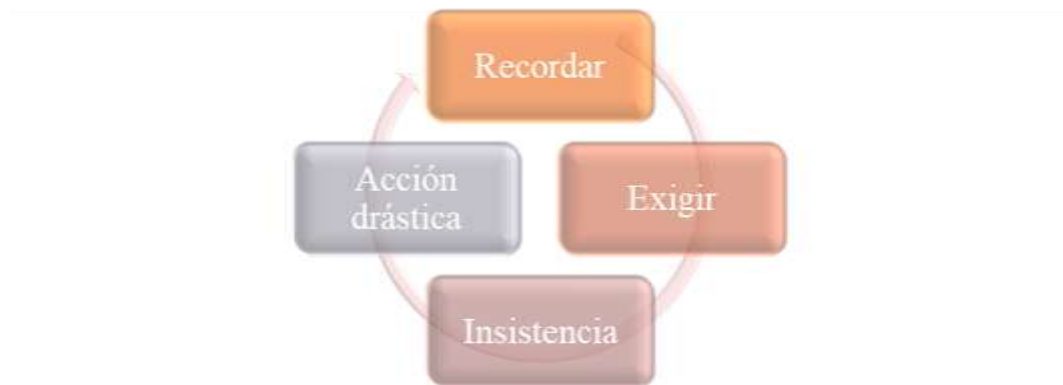 Recordar
Exigir
Insistencia
Acción
drástica